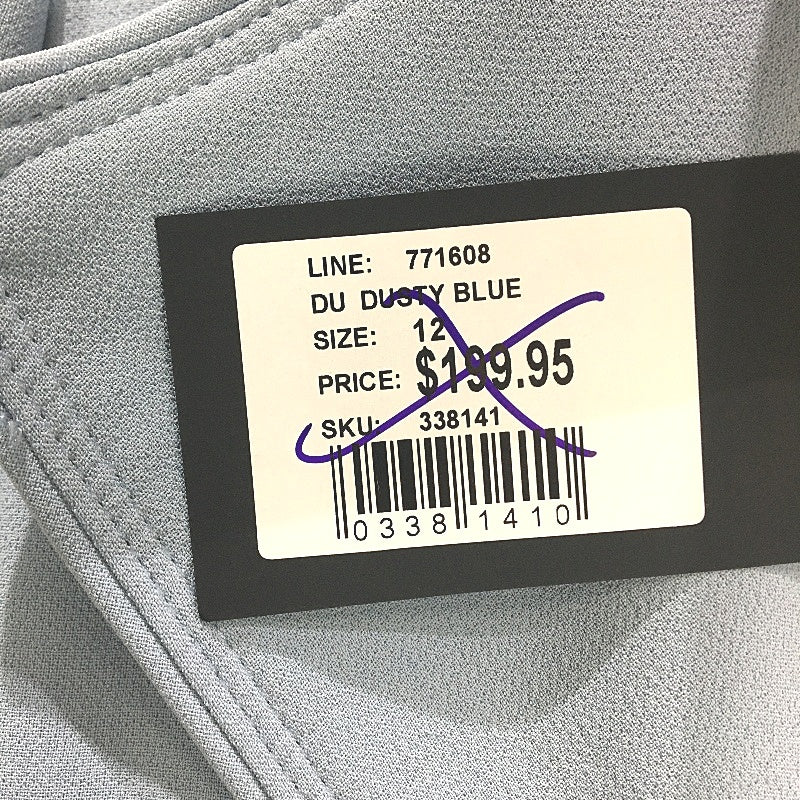 LINE: 771608
DU DUSTY BLUE
SIZE: 12
PRICE: $199.95
SKU: 338141
0338 1410